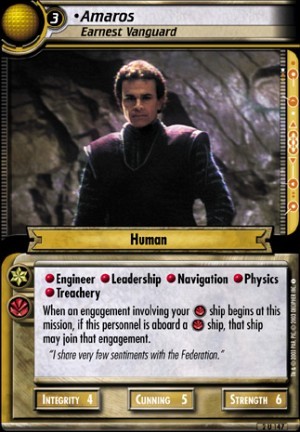 3
•Amaros
Earnest Vanguard
Human
Engineer Leadership Navigation Physics
Treachery
When an engagement involving your ship begins at this
mission, if this personnel is aboard a ship, that ship
may join that engagement.
"I share very few sentiments with the Federation."
INTEGRITY 4 CUNNING 5 STRENGTH 6